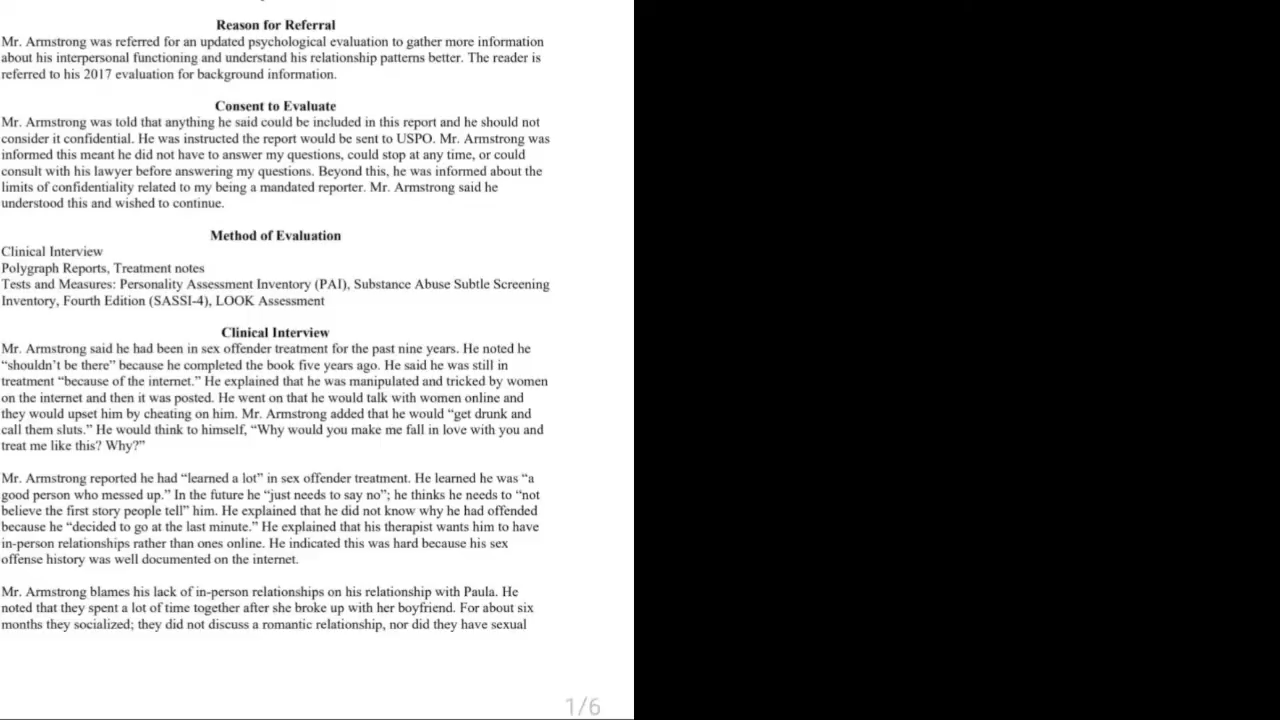 Reason for Referral
Mr. Armstrong was referred for an updated psychological evaluation to gather more information
about his interpersonal functioning and understand his relationship patterns better. The reader is
referred to his 2017 evaluation for background information.
Consent to Evaluate
Mr. Armstrong was told that anything he said could be included in this report and he should not
consider it confidential. He was instructed the report would be sent to USPO. Mr. Armstrong was
informed this meant he did not have to answer my questions, could stop at any time, or could
consult with his lawyer before answering my questions. Beyond this, he was informed about the
limits of confidentiality related to my being a mandated reporter. Mr. Armstrong said he
understood this and wished to continue.
Method of Evaluation
Clinical Interview
Polygraph Reports, Treatment notes
Tests and Measures: Personality Assessment Inventory (PAI), Substance Abuse Subtle Screening
Inventory, Fourth Edition (SASSI-4), LOOK Assessment
Clinical Interview
Mr. Armstrong said he had been in sex offender treatment for the past nine years. He noted he
“shouldn’t be there” because he completed the book five years ago. He said he was still in
treatment “because of the internet.” He explained that he was manipulated and tricked by women
on the internet and then it was posted. He went on that he would talk with women online and
they would upset him by cheating on him. Mr. Armstrong added that he would “get drunk and
call them sluts.” He would think to himself, “Why would you make me fall in love with you and
treat me like this? Why?”
Mr. Armstrong reported he had “learned a lot” in sex offender treatment. He learned he was “a
good person who messed up.” In the future he “just needs to say no”; he thinks he needs to “not
believe the first story people tell” him. He explained that he did not know why he had offended
because he “decided to go at the last minute.” He explained that his therapist wants him to have
in-person relationships rather than ones online. He indicated this was hard because his sex
offense history was well documented on the internet.
Mr. Armstrong blames his lack of in-person relationships on his relationship with Paula. He
noted that they spent a lot of time together after she broke up with her boyfriend. For about six
months they socialized; they did not discuss a romantic relationship, nor did they have sexual
1/6